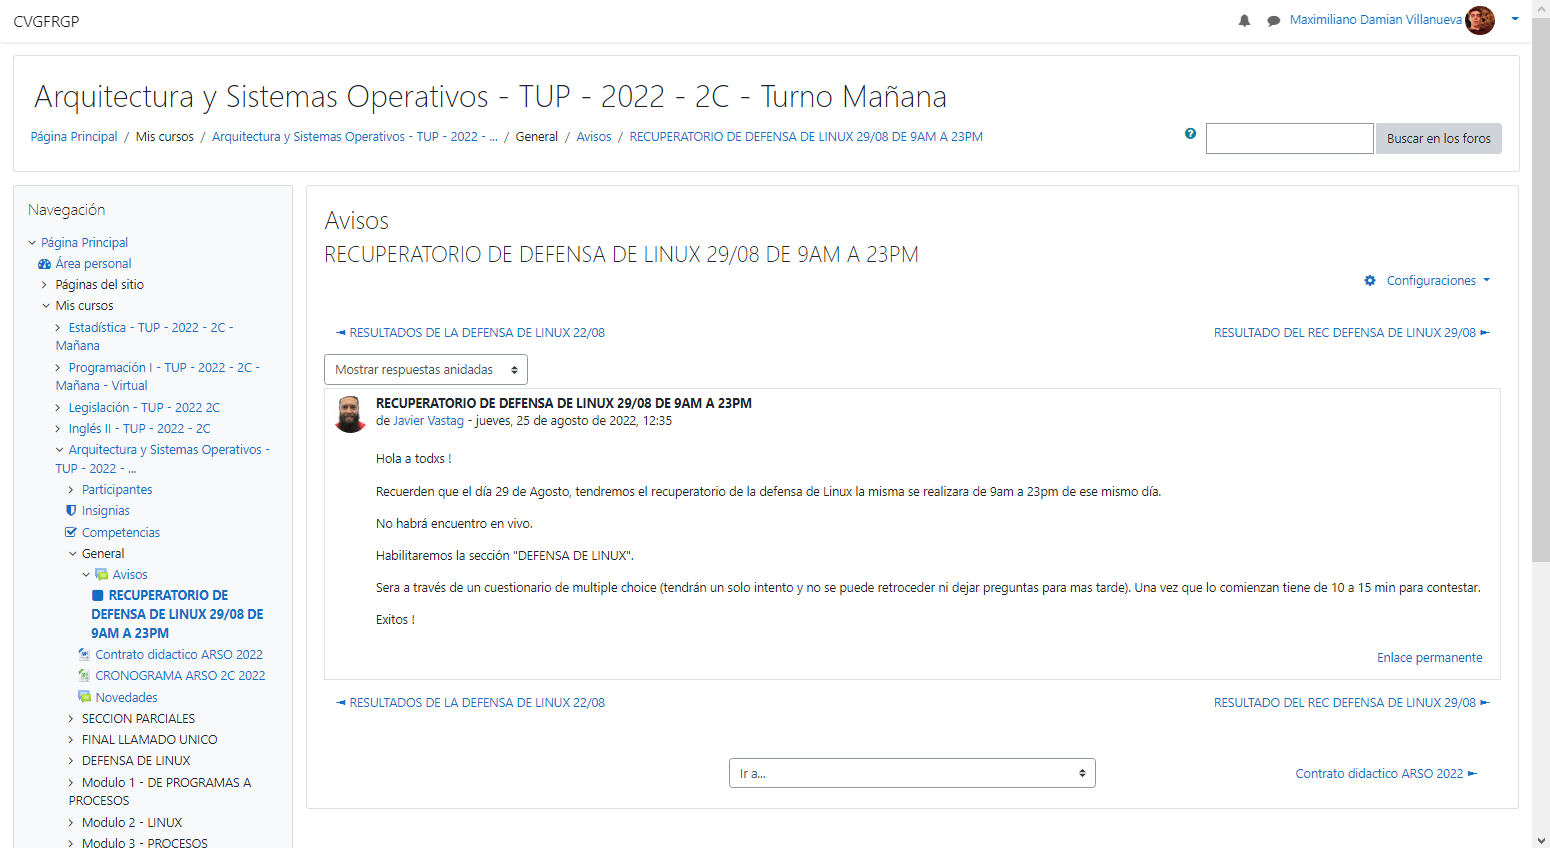 CVGFRGP
Maximiliano Damian Villanueva
Arquitectura y Sistemas Operativos - TUP - 2022 - 2C - Turno Mañana
Página Principal / Mis cursos / Arquitectura y Sistemas Operativos - TUP - 2022 - ... / General / Avisos / RECUPERATORIO DE DEFENSA DE LINUX 29/08 DE 9AM A 23PM
Buscar en los foros
Navegación
Página Principal
Área personal
Páginas del sitio
Mis cursos
Estadística - TUP - 2022 - 2C -
Mañana
Programación I - TUP - 2022 - 2C -
Mañana - Virtual
Legislación - TUP - 2022 2C
Inglés II - TUP - 2022 - 2C
Arquitectura y Sistemas Operativos -
TUP - 2022 - ...
Participantes
Insignias
Competencias
General
Avisos
RECUPERATORIO DE
DEFENSA DE LINUX 29/08 DE
9AM A 23PM
Contrato didactico ARSO 2022
CRONOGRAMA ARSO 2C 2022
Novedades
SECCION PARCIALES
FINAL LLAMADO UNICO
DEFENSA DE LINUX
Modulo 1 - DE PROGRAMAS A
PROCESOS
Modulo 2 - LINUX
Modulo 3 - PROCESOS
Avisos
RECUPERATORIO DE DEFENSA DE LINUX 29/08 DE 9AM A 23PM
Configuraciones
◄ RESULTADOS DE LA DEFENSA DE LINUX 22/08
RESULTADO DEL REC DEFENSA DE LINUX 29/08 ►
Mostrar respuestas anidadas
RECUPERATORIO DE DEFENSA DE LINUX 29/08 DE 9AM A 23PM
de Javier Vastag - jueves, 25 de agosto de 2022, 12:35
Hola a todxs !
Recuerden que el día 29 de Agosto, tendremos el recuperatorio de la defensa de Linux la misma se realizara de 9am a 23pm de ese mismo día.
No habrá encuentro en vivo.
Habilitaremos la sección "DEFENSA DE LINUX".
Sera a través de un cuestionario de multiple choice (tendrán un solo intento y no se puede retroceder ni dejar preguntas para mas tarde). Una vez que lo comienzan tiene de 10 a 15 min para contestar.
Exitos !
Enlace permanente
◄ RESULTADOS DE LA DEFENSA DE LINUX 22/08
RESULTADO DEL REC DEFENSA DE LINUX 29/08 ►
Ir a...
Contrato didactico ARSO 2022 ►